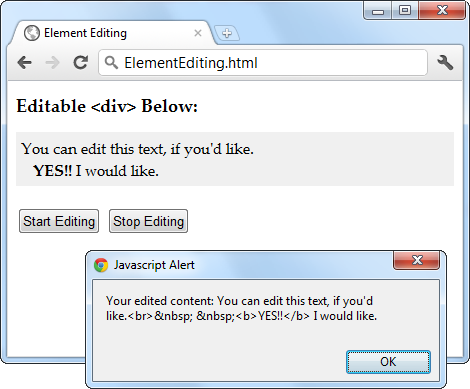 Element Editing
ElementEditing.html
Editable <div> Below:
You can edit this text, if you'd like.
YES!! I would like.
Start Editing Stop Editing
Javascript Alert
Your edited content: You can edit this text, if you'd
like.<br>&nbsp; &nbsp;<b>YES!!</b> I would like.
OK